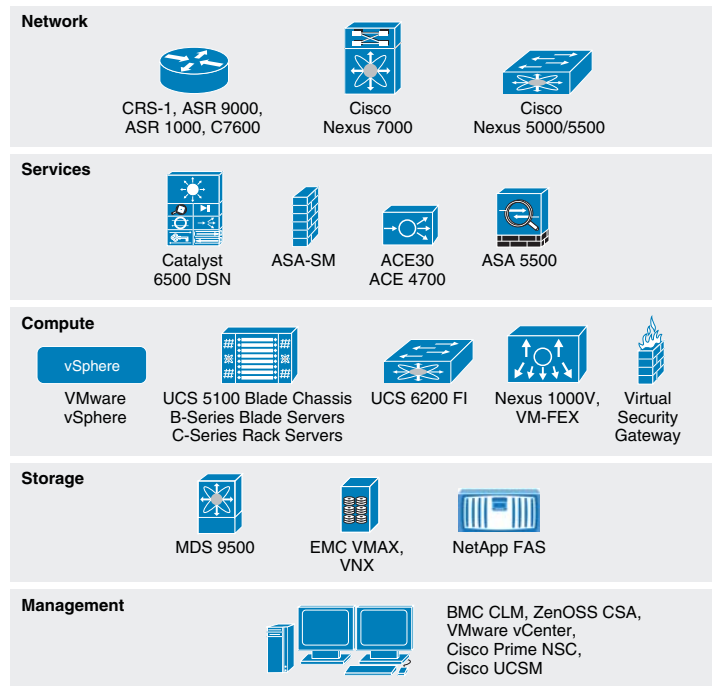 Network
CRS-1, ASR 9000,
ASR 1000, C7600
Cisco
Nexus 7000
Cisco
Nexus 5000/5500
Services
Catalyst
6500 DSN
ASA-SM
ACE30
ACE 4700
ASA 5500
Compute
vSphere
VMware
vSphere
UCS 5100 Blade Chassis
B-Series Blade Servers
C-Series Rack Servers
UCS 6200 FI
Nexus 1000V,
VM-FEX
Virtual
Security
Gateway
Storage
MDS 9500
EMC VMAX,
VNX
NetApp FAS
Management
BMC CLM, ZenOSS CSA,
VMware vCenter,
Cisco Prime NSC,
Cisco UCSM